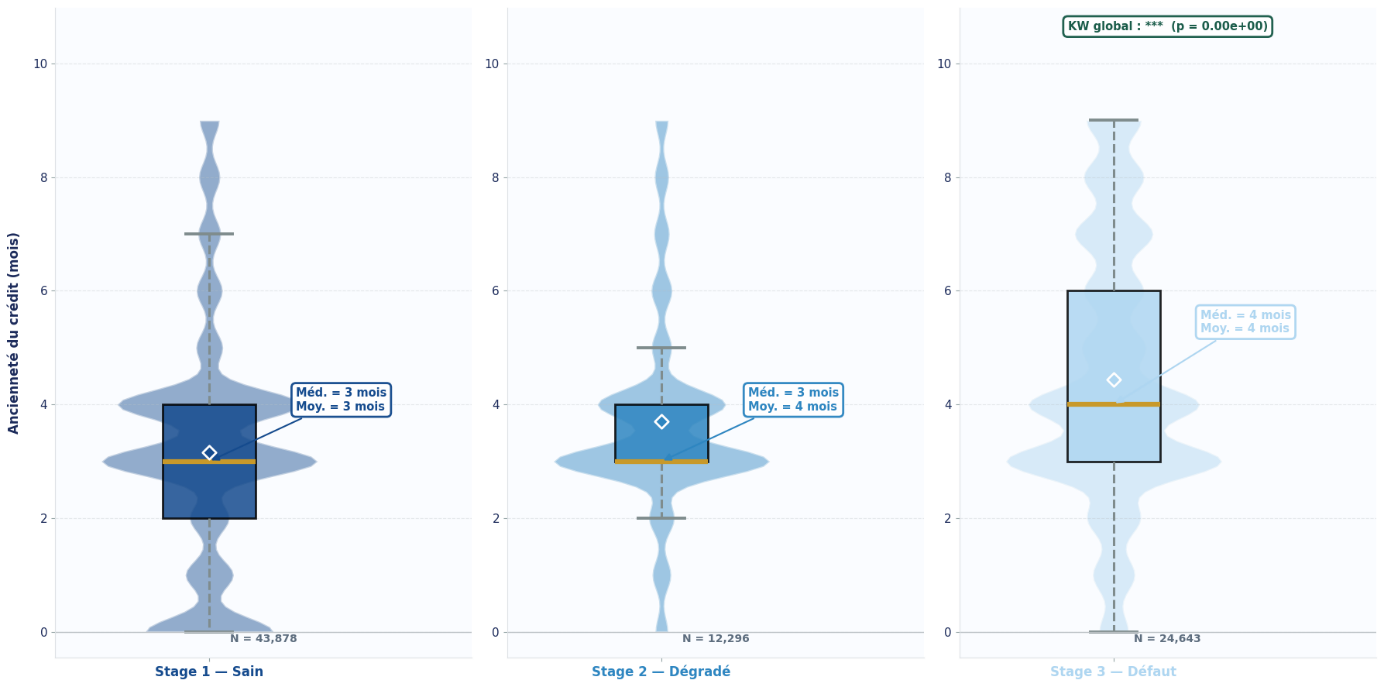 KW global : *** (p = 0.00e+00)
Ancienneté du crédit (mois)
10
8
6
4
2
0
Méd. = 3 mois
Moy. = 3 mois
N = 43,878
Stage 1 — Sain
10
8
6
4
2
0
Méd. = 3 mois
Moy. = 4 mois
N = 12,296
Stage 2 — Dégradé
10
8
6
4
2
0
Méd. = 4 mois
Moy. = 4 mois
N = 24,643
Stage 3 — Défaut